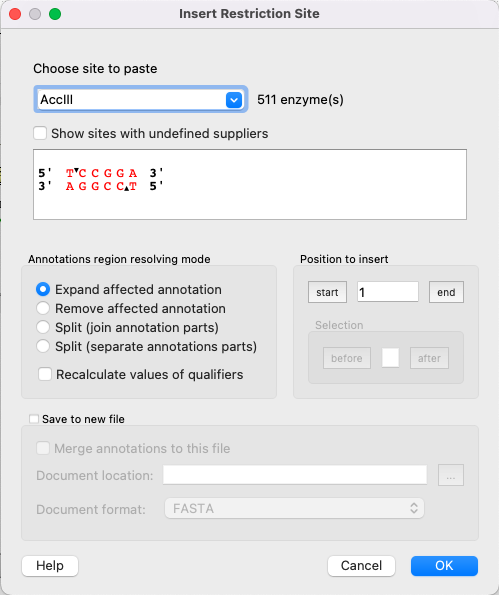 Insert Restriction Site
Choose site to paste
AccIII 511 enzyme(s)
Show sites with undefined suppliers
5' T▾CCGGA 3'
3' AGGCC▴T 5'
Annotations region resolving mode
Expand affected annotation
Remove affected annotation
Split (join annotation parts)
Split (separate annotations parts)
Recalculate values of qualifiers
Position to insert
start 1 end
Selection
before after
Save to new file
Merge annotations to this file
Document location: ...
Document format: FASTA
Help Cancel OK